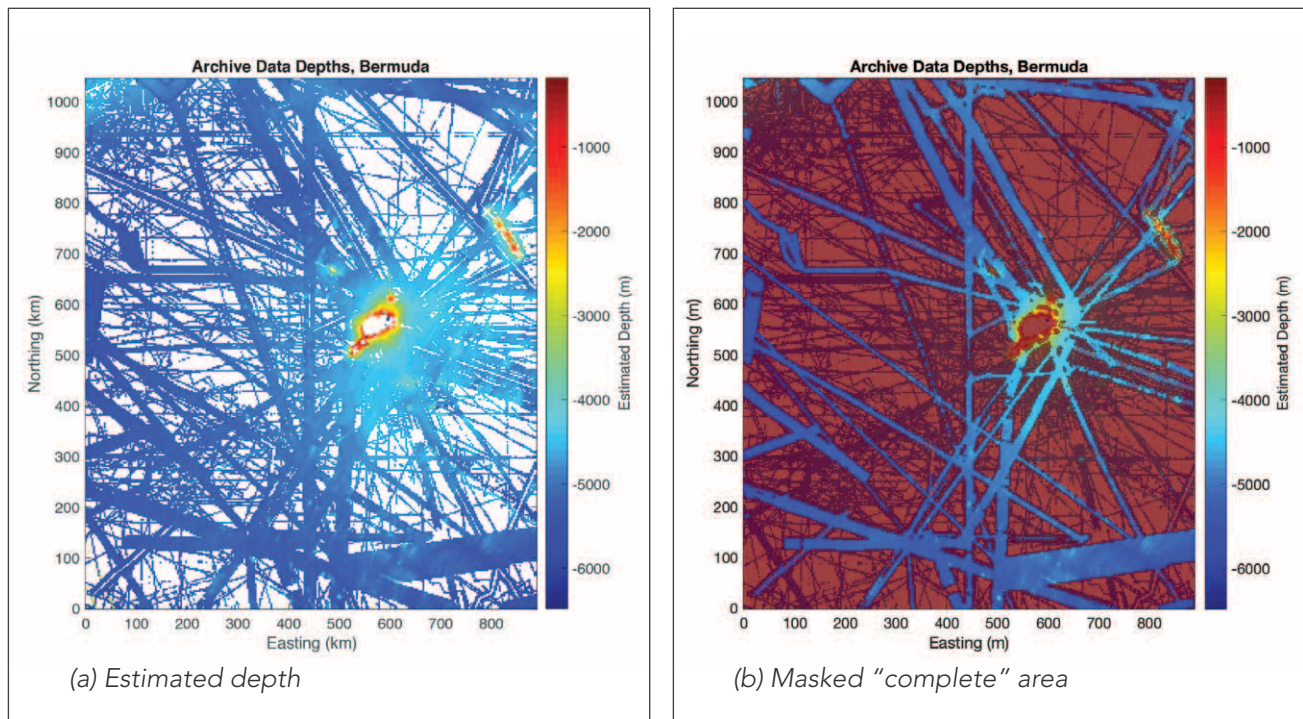 Archive Data Depths, Bermuda
1000
900
800
700
600
500
400
300
200
100
0
Northing (km)
0 100 200 300 400 500 600 700 800
Easting (km)
-1000
-2000
-3000
-4000
-5000
-6000
Estimated Depth (m)
(a) Estimated depth
Archive Data Depths, Bermuda
1000
900
800
700
600
500
400
300
200
100
0
Northing (m)
0 100 200 300 400 500 600 700 800
Easting (m)
-1000
-2000
-3000
-4000
-5000
-6000
Estimated Depth (m)
(b) Masked “complete” area